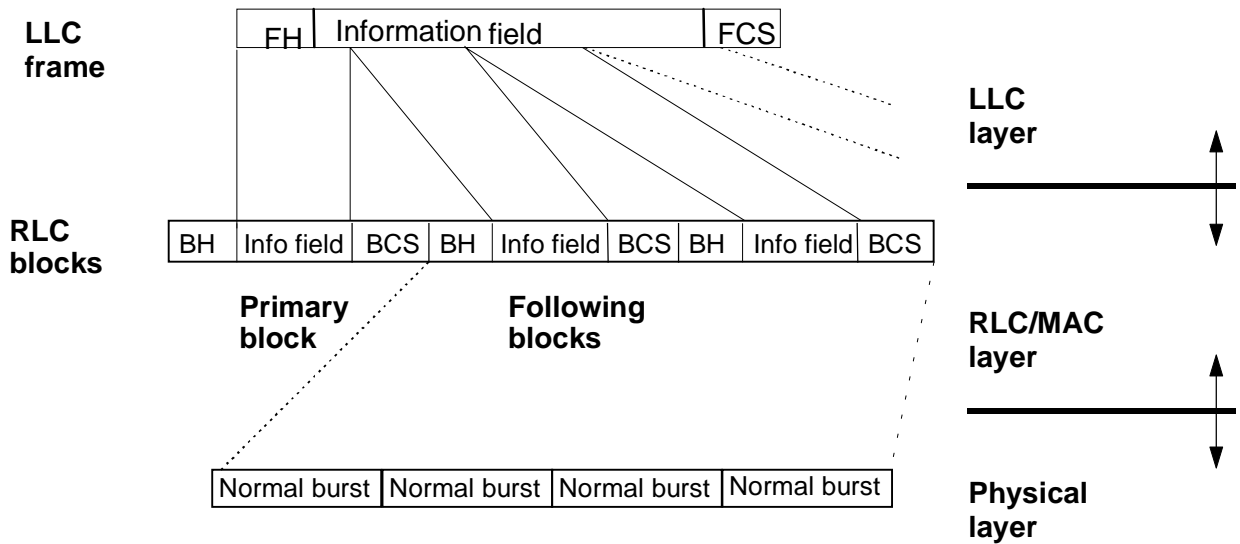 LLC
frame
FH Information field FCS
LLC
layer
RLC
blocks
BH Info field BCS BH Info field BCS BH Info field BCS
Primary
block
Following
blocks
RLC/MAC
layer
Normal burst Normal burst Normal burst Normal burst
Physical
layer